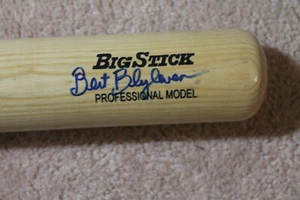 BIG STICK
Bert Blyleven
PROFESSIONAL MODEL